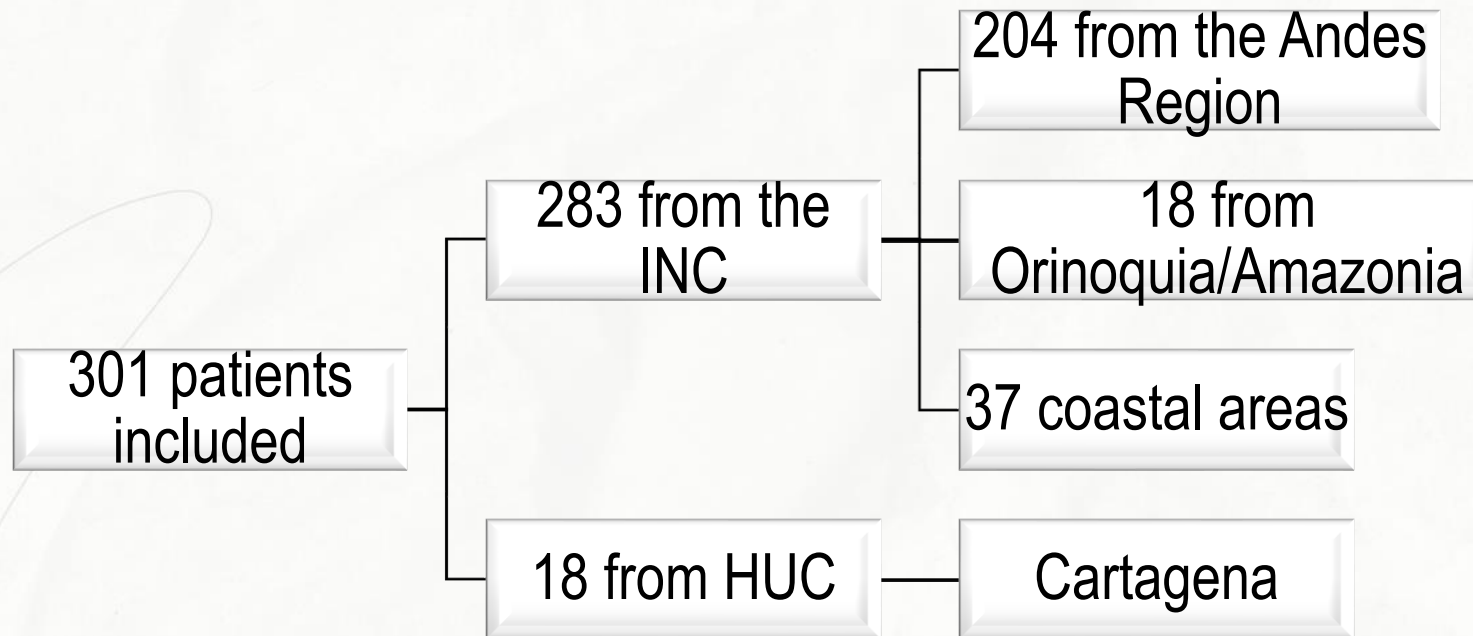 301 patients
included
283 from the
INC
204 from the Andes
Region
18 from
Orinoquia/Amazonia
37 coastal areas
18 from HUC
Cartagena